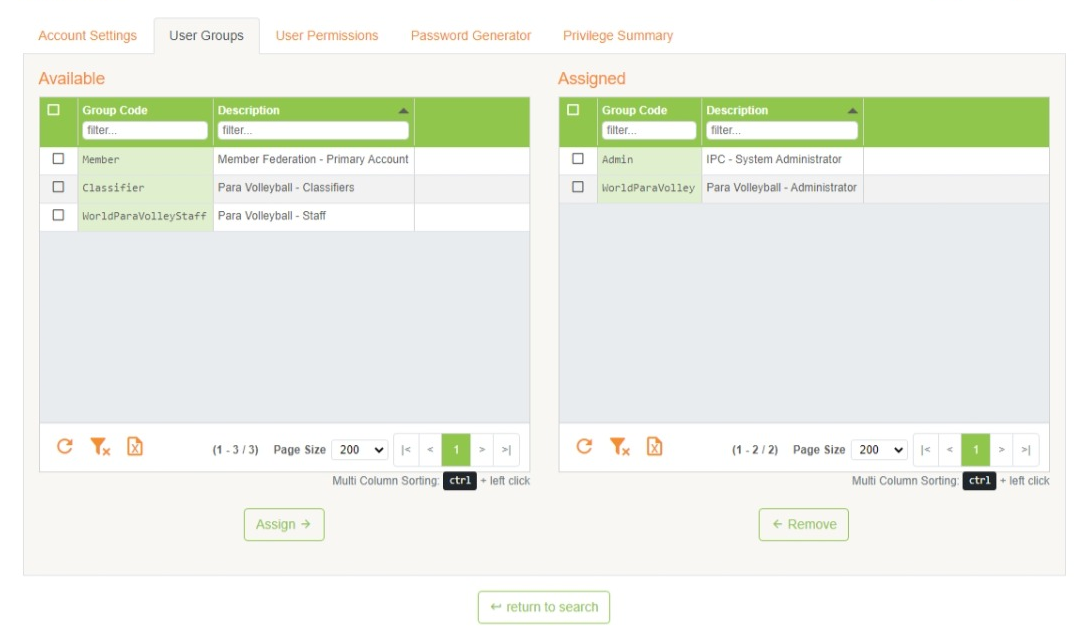 Account Settings User Groups User Permissions Password Generator Privilege Summary
Available
Group Code Description
filter... filter...
Member Member Federation - Primary Account
Classifier Para Volleyball - Classifiers
WorldParaVolleyStaff Para Volleyball - Staff
(1 - 3 / 3) Page Size 200 |< < 1 > >|
Multi Column Sorting: ctrl + left click
Assign →
Assigned
Group Code Description
filter... filter...
Admin IPC - System Administrator
WorldParaVolley Para Volleyball - Administrator
(1 - 2 / 2) Page Size 200 |< < 1 > >|
Multi Column Sorting: ctrl + left click
← Remove
↩ return to search